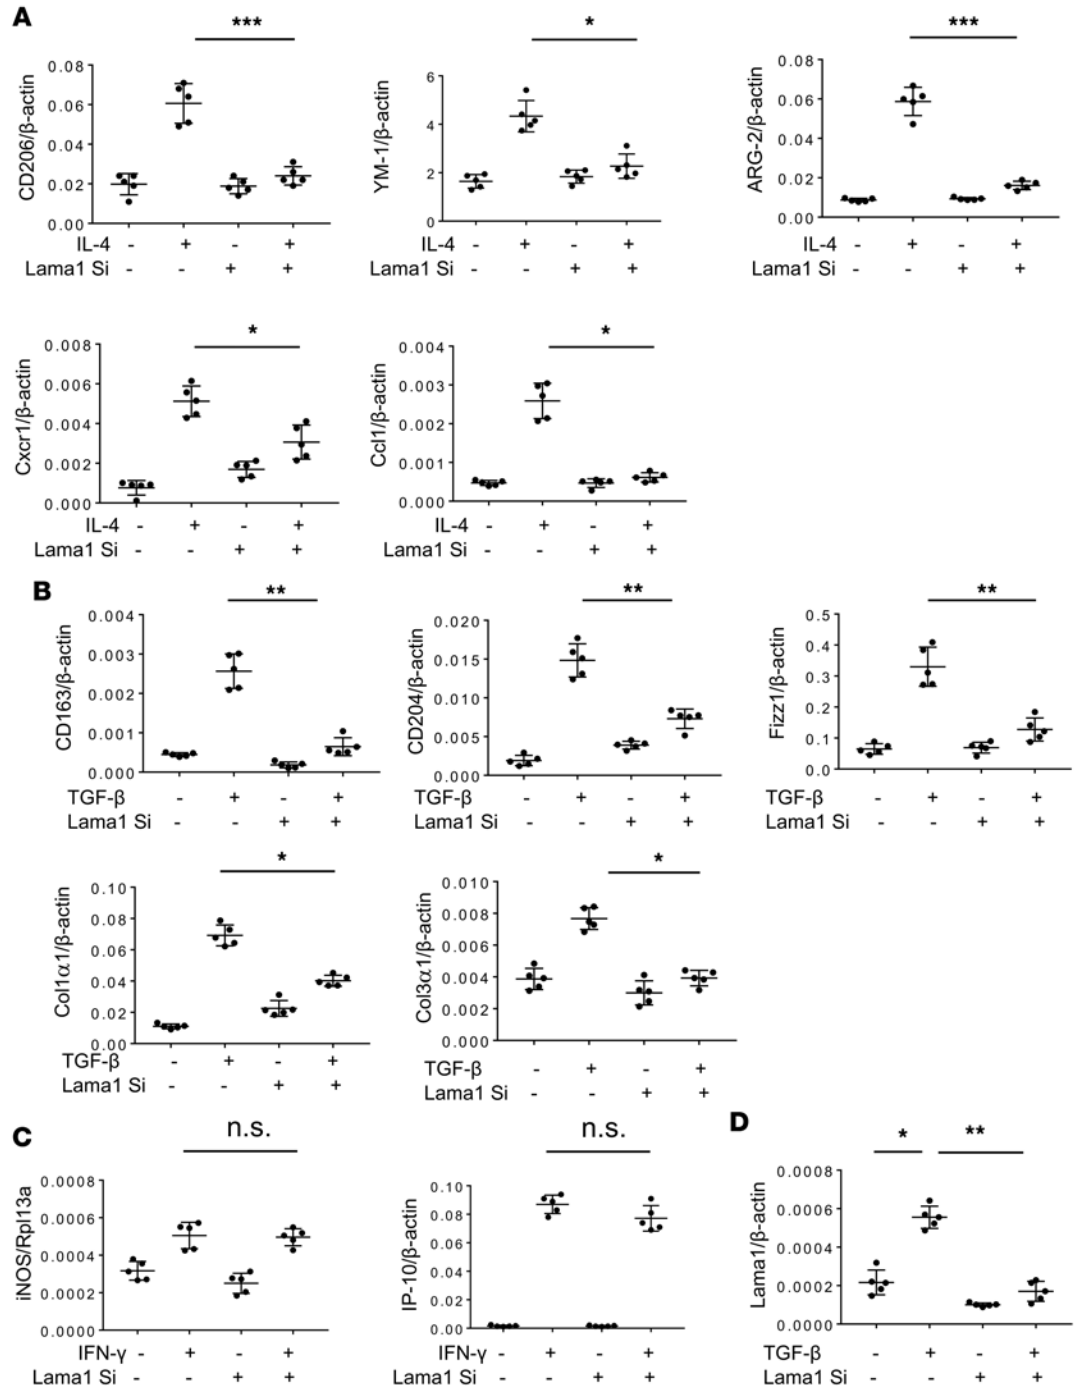 A
*** * ***
CD206/β-actin
0.08
0.06
0.04
0.02
0.00
IL-4 - + - +
Lama1 Si - - + +
YM-1/β-actin
6
4
2
0
IL-4 - + - +
Lama1 Si - - + +
ARG-2/β-actin
0.08
0.06
0.04
0.02
0.00
IL-4 - + - +
Lama1 Si - - + +
*
Cxcr1/β-actin
0.008
0.006
0.004
0.002
0.000
IL-4 - + - +
Lama1 Si - - + +
*
Ccl1/β-actin
0.004
0.003
0.002
0.001
0.000
IL-4 - + - +
Lama1 Si - - + +
B
**
CD163/β-actin
0.004
0.003
0.002
0.001
0.000
TGF-β - + - +
Lama1 Si - - + +
**
CD204/β-actin
0.020
0.015
0.010
0.005
0.000
TGF-β - + - +
Lama1 Si - - + +
**
Fizz1/β-actin
0.5
0.4
0.3
0.2
0.1
0.0
TGF-β - + - +
Lama1 Si - - + +
*
Col1α1/β-actin
0.10
0.08
0.06
0.04
0.02
0.00
TGF-β - + - +
Lama1 Si - - + +
*
Col3α1/β-actin
0.010
0.008
0.006
0.004
0.002
0.000
TGF-β - + - +
Lama1 Si - - + +
C
n.s.
iNOS/Rpl13a
0.0008
0.0006
0.0004
0.0002
0.0000
IFN-γ - + - +
Lama1 Si - - + +
n.s.
IP-10/β-actin
0.10
0.08
0.06
0.04
0.02
0.00
IFN-γ - + - +
Lama1 Si - - + +
D
* **
Lama1/β-actin
0.0008
0.0006
0.0004
0.0002
0.0000
TGF-β - + - +
Lama1 Si - - + +